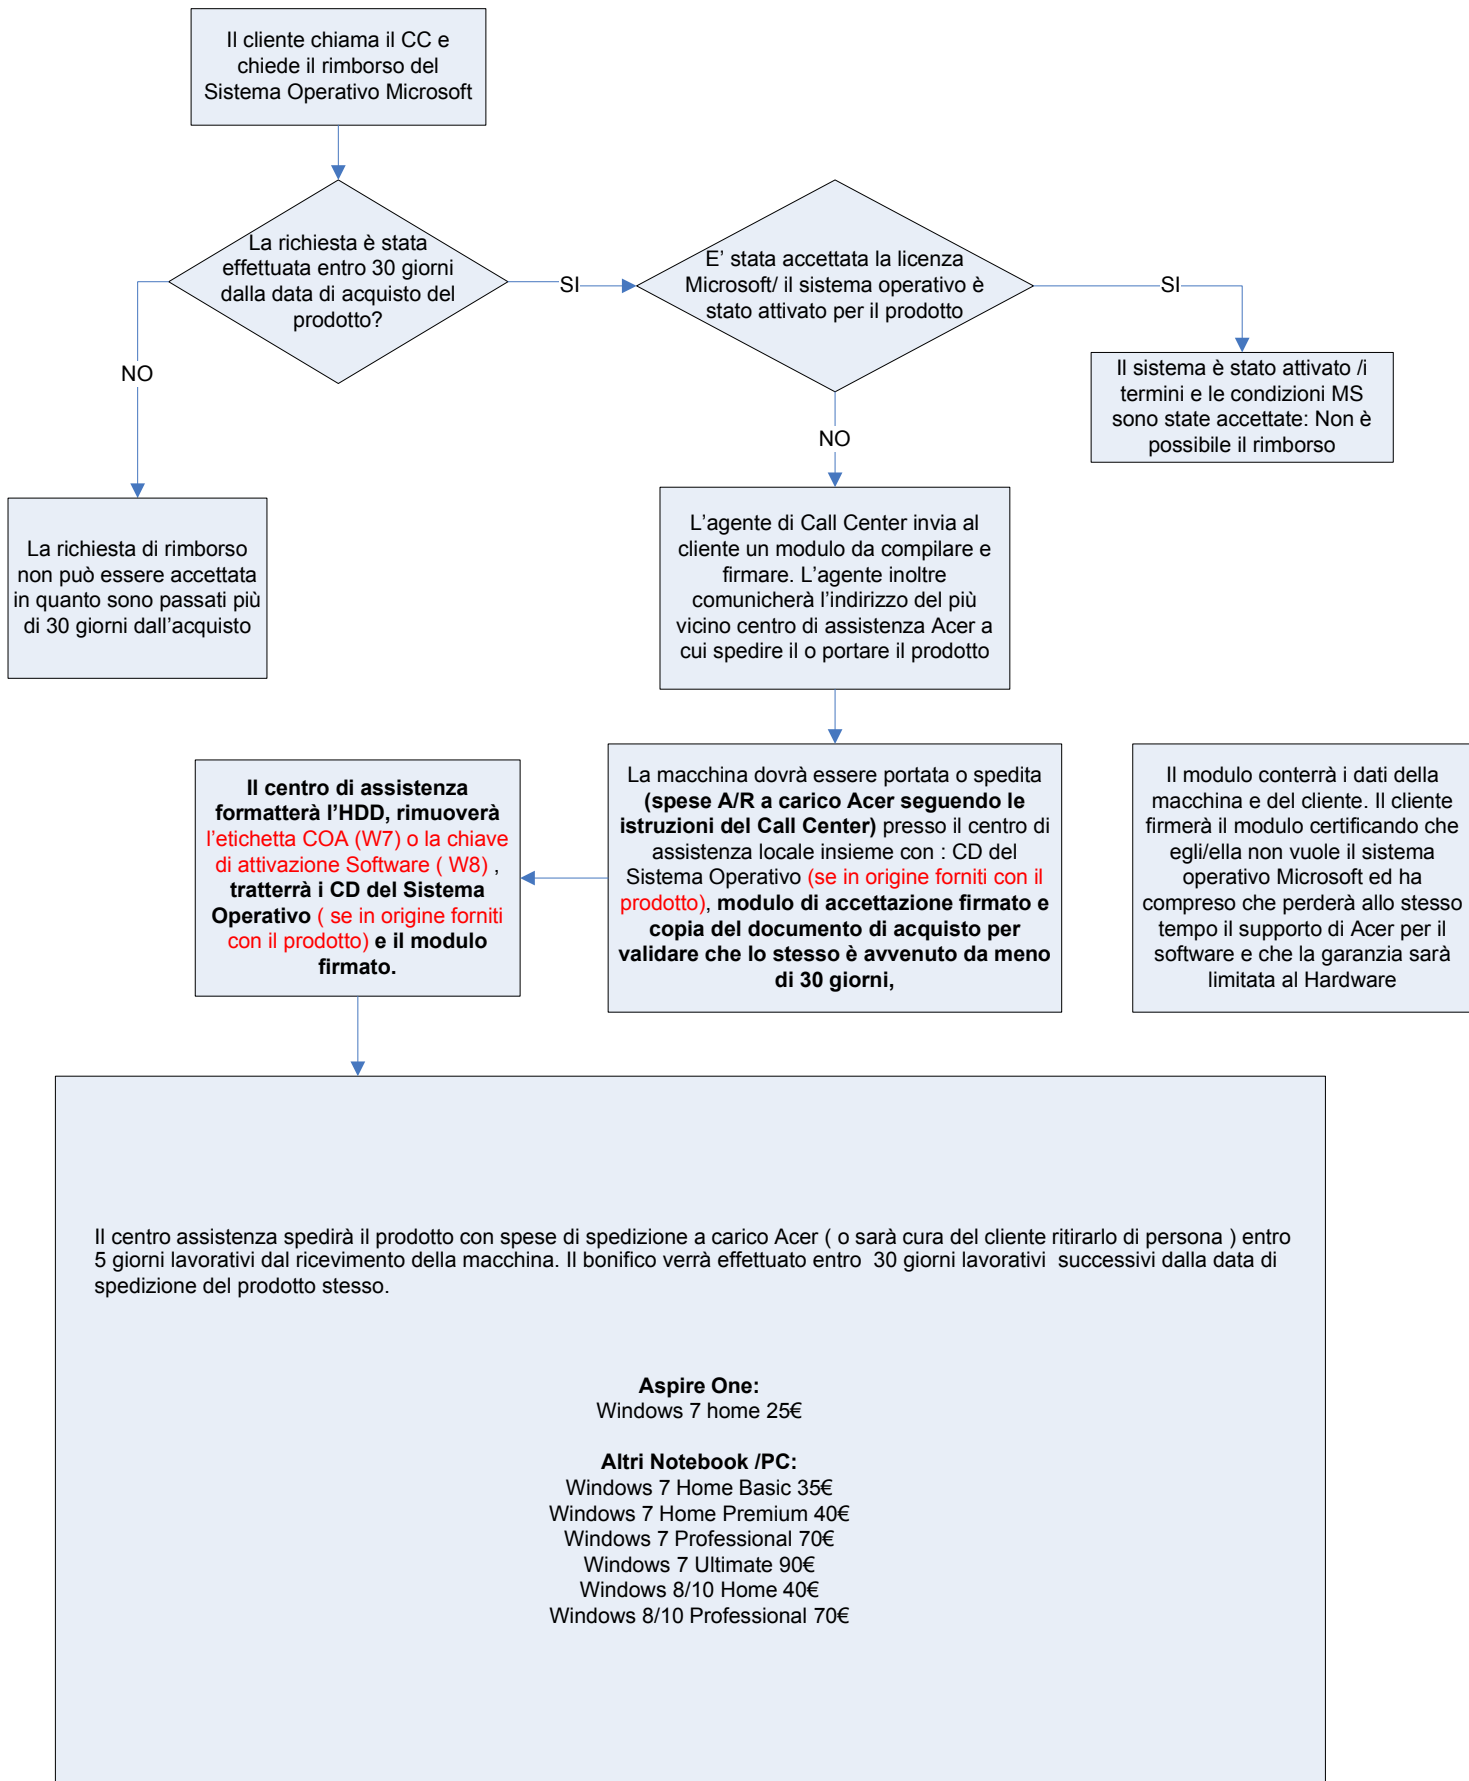 Il cliente chiama il CC e
chiede il rimborso del
Sistema Operativo Microsoft
La richiesta è stata
effettuata entro 30 giorni
dalla data di acquisto del
prodotto?
SI
E' stata accettata la licenza
Microsoft/ il sistema operativo è
stato attivato per il prodotto
SI
Il sistema è stato attivato /i
termini e le condizioni MS
sono state accettate: Non è
possibile il rimborso
NO
La richiesta di rimborso
non può essere accettata
in quanto sono passati più
di 30 giorni dall'acquisto
NO
L'agente di Call Center invia al
cliente un modulo da compilare e
firmare. L'agente inoltre
comunicherà l'indirizzo del più
vicino centro di assistenza Acer a
cui spedire il o portare il prodotto
La macchina dovrà essere portata o spedita
(spese A/R a carico Acer seguendo le
istruzioni del Call Center) presso il centro di
assistenza locale insieme con : CD del
Sistema Operativo (se in origine forniti con il
prodotto), modulo di accettazione firmato e
copia del documento di acquisto per
validare che lo stesso è avvenuto da meno
di 30 giorni,
Il modulo conterrà i dati della
macchina e del cliente. Il cliente
firmerà il modulo certificando che
egli/ella non vuole il sistema
operativo Microsoft ed ha
compreso che perderà allo stesso
tempo il supporto di Acer per il
software e che la garanzia sarà
limitata al Hardware
Il centro di assistenza
formatterà l'HDD, rimuoverà
l'etichetta COA (W7) o la chiave
di attivazione Software ( W8) ,
tratterrà i CD del Sistema
Operativo ( se in origine forniti
con il prodotto) e il modulo
firmato.
Il centro assistenza spedirà il prodotto con spese di spedizione a carico Acer ( o sarà cura del cliente ritirarlo di persona ) entro
5 giorni lavorativi dal ricevimento della macchina. Il bonifico verrà effettuato entro  30 giorni lavorativi  successivi dalla data di
spedizione del prodotto stesso.
Aspire One:
Windows 7 home 25€
Altri Notebook /PC:
Windows 7 Home Basic 35€
Windows 7 Home Premium 40€
Windows 7 Professional 70€
Windows 7 Ultimate 90€
Windows 8/10 Home 40€
Windows 8/10 Professional 70€